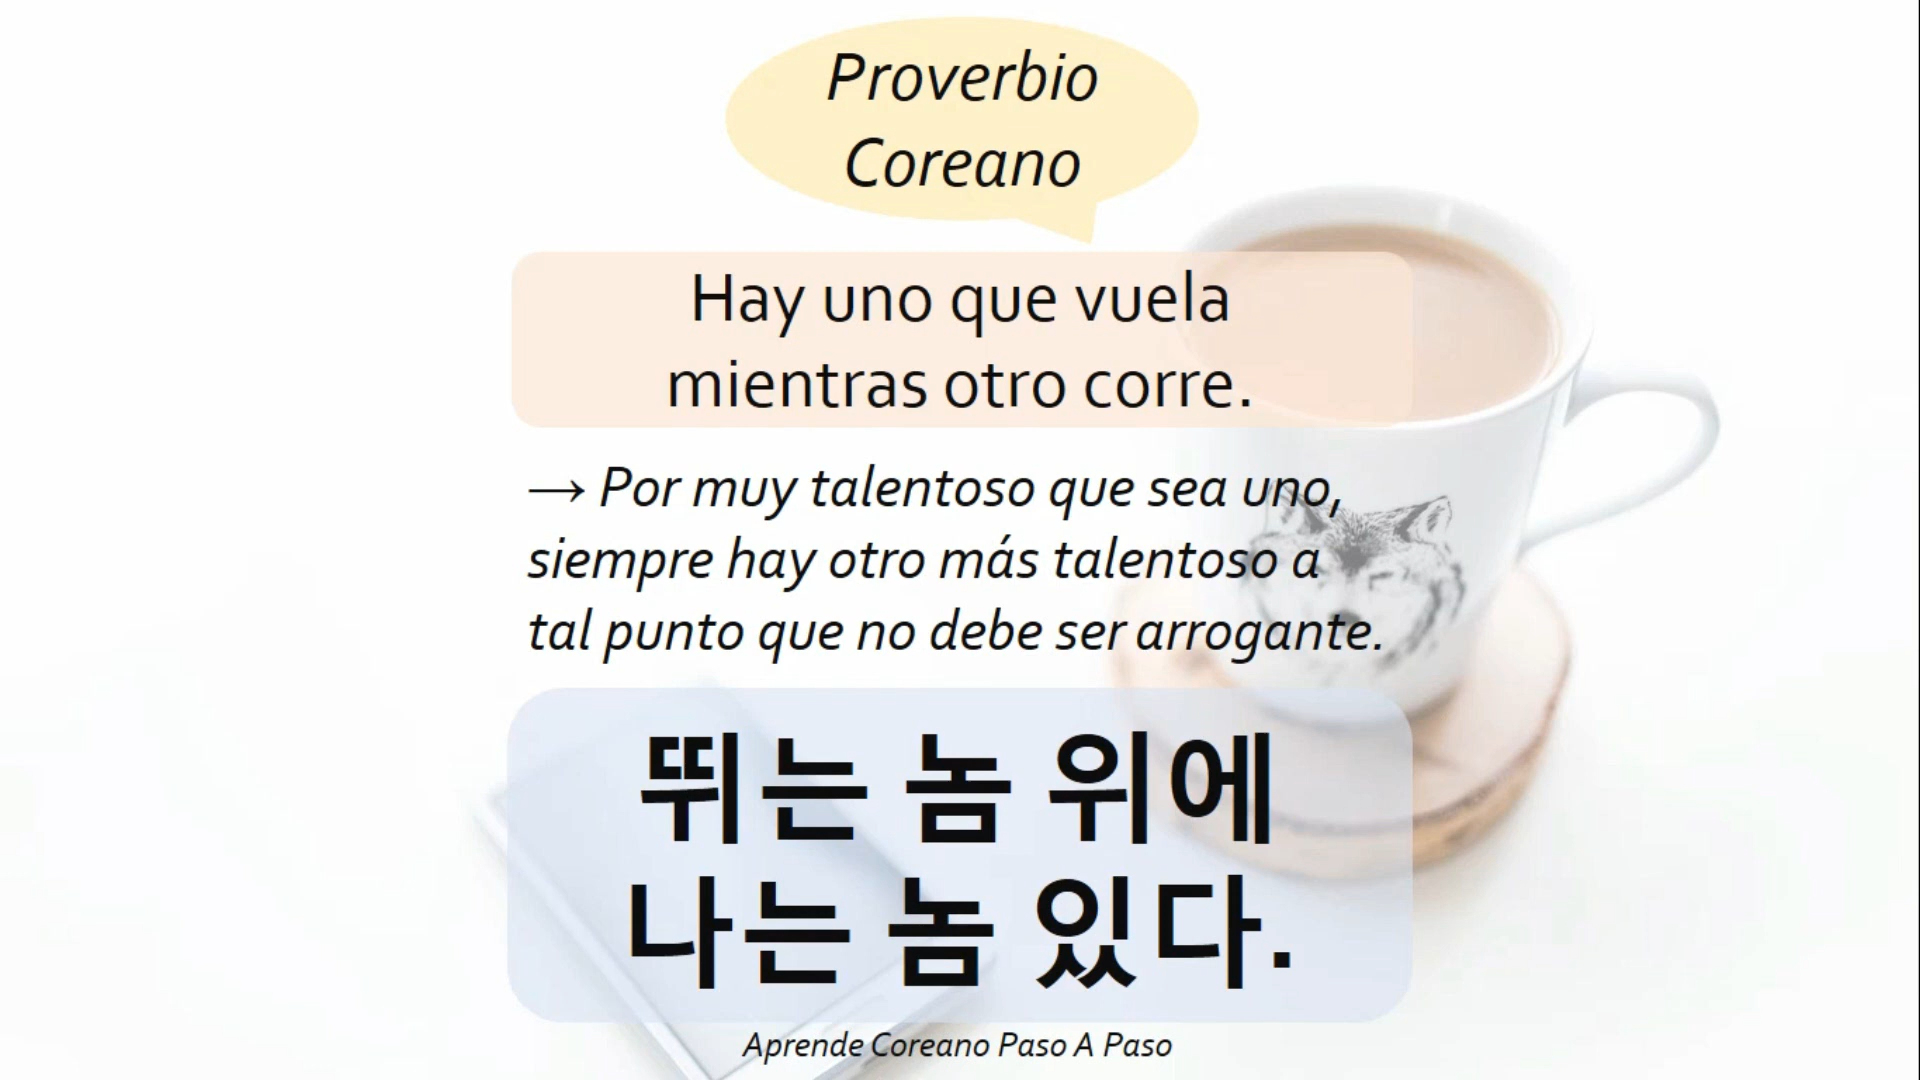 Proverbio
Coreano
Hay uno que vuela
mientras otro corre.
→ Por muy talentoso que sea uno,
siempre hay otro más talentoso a
tal punto que no debe ser arrogante.
뛰는 놈 위에
나는 놈 있다.
Aprende Coreano Paso A Paso